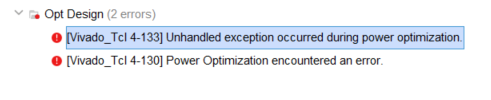 Opt Design (2 errors)
[Vivado_Tcl 4-133] Unhandled exception occurred during power optimization.
[Vivado_Tcl 4-130] Power Optimization encountered an error.